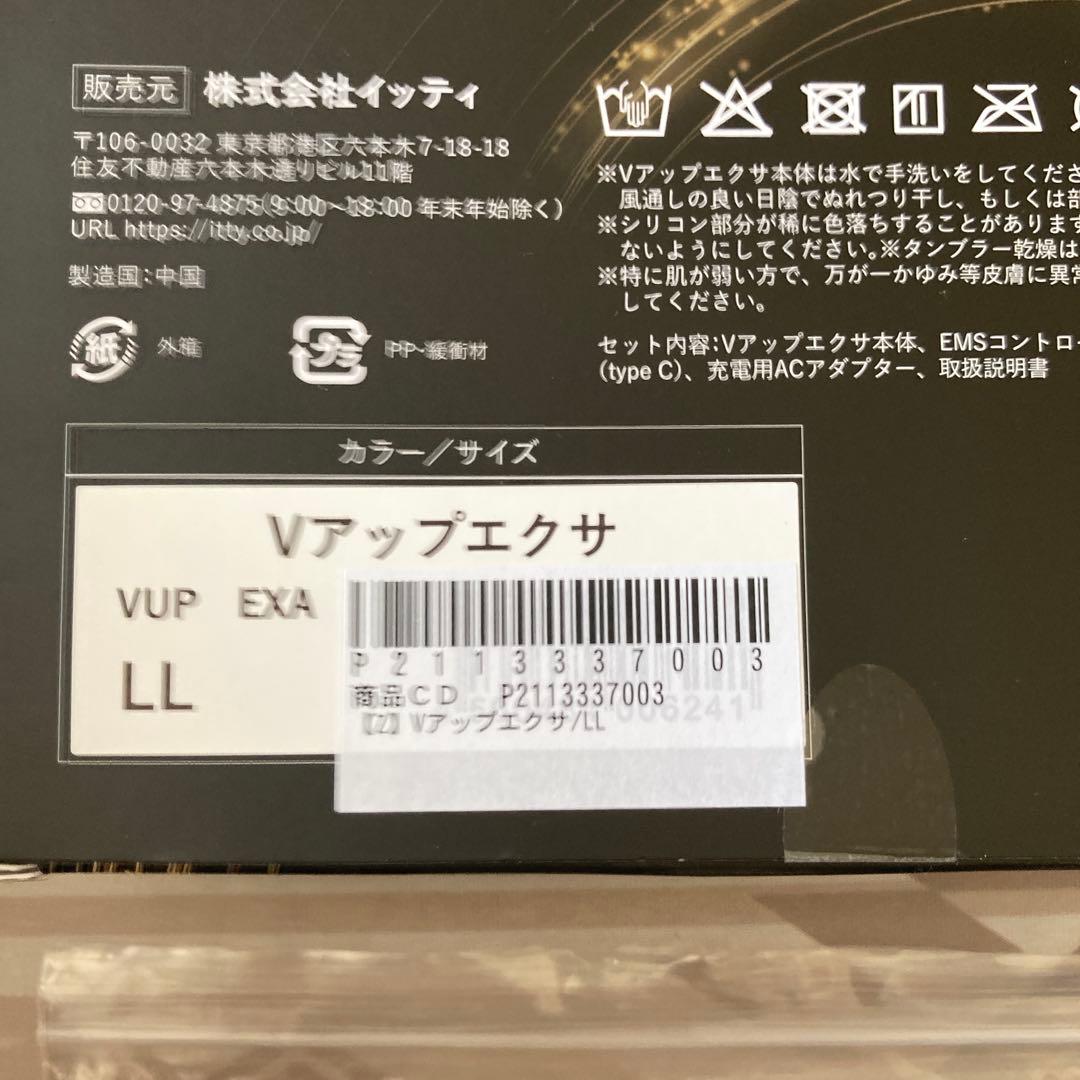 販売元 株式会社イッティ
〒106-0032 東京都港区六本木7-18-18
住友不動産六本木通りビル11階
0120-97-4875(9:00～18:00 年末年始除く)
URL https://itty.co.jp/
製造国:中国
紙 外箱
プラ PP・緩衝材
※Vアップエクサ本体は水で手洗いをしてくださ
風通しの良い日陰でぬれつり干し、もしくは部
※シリコン部分が稀に色落ちすることがあります
ないようにしてください。※タンブラー乾燥は
※特に肌が弱い方で、万が一かゆみ等皮膚に異常
してください。
セット内容:Vアップエクサ本体、EMSコントロー
(type C)、充電用ACアダプター、取扱説明書
カラー／サイズ
Vアップエクサ
VUP EXA
LL
P2113337003
商品CD P2113337003
【2】Vアップエクサ/LL
006241